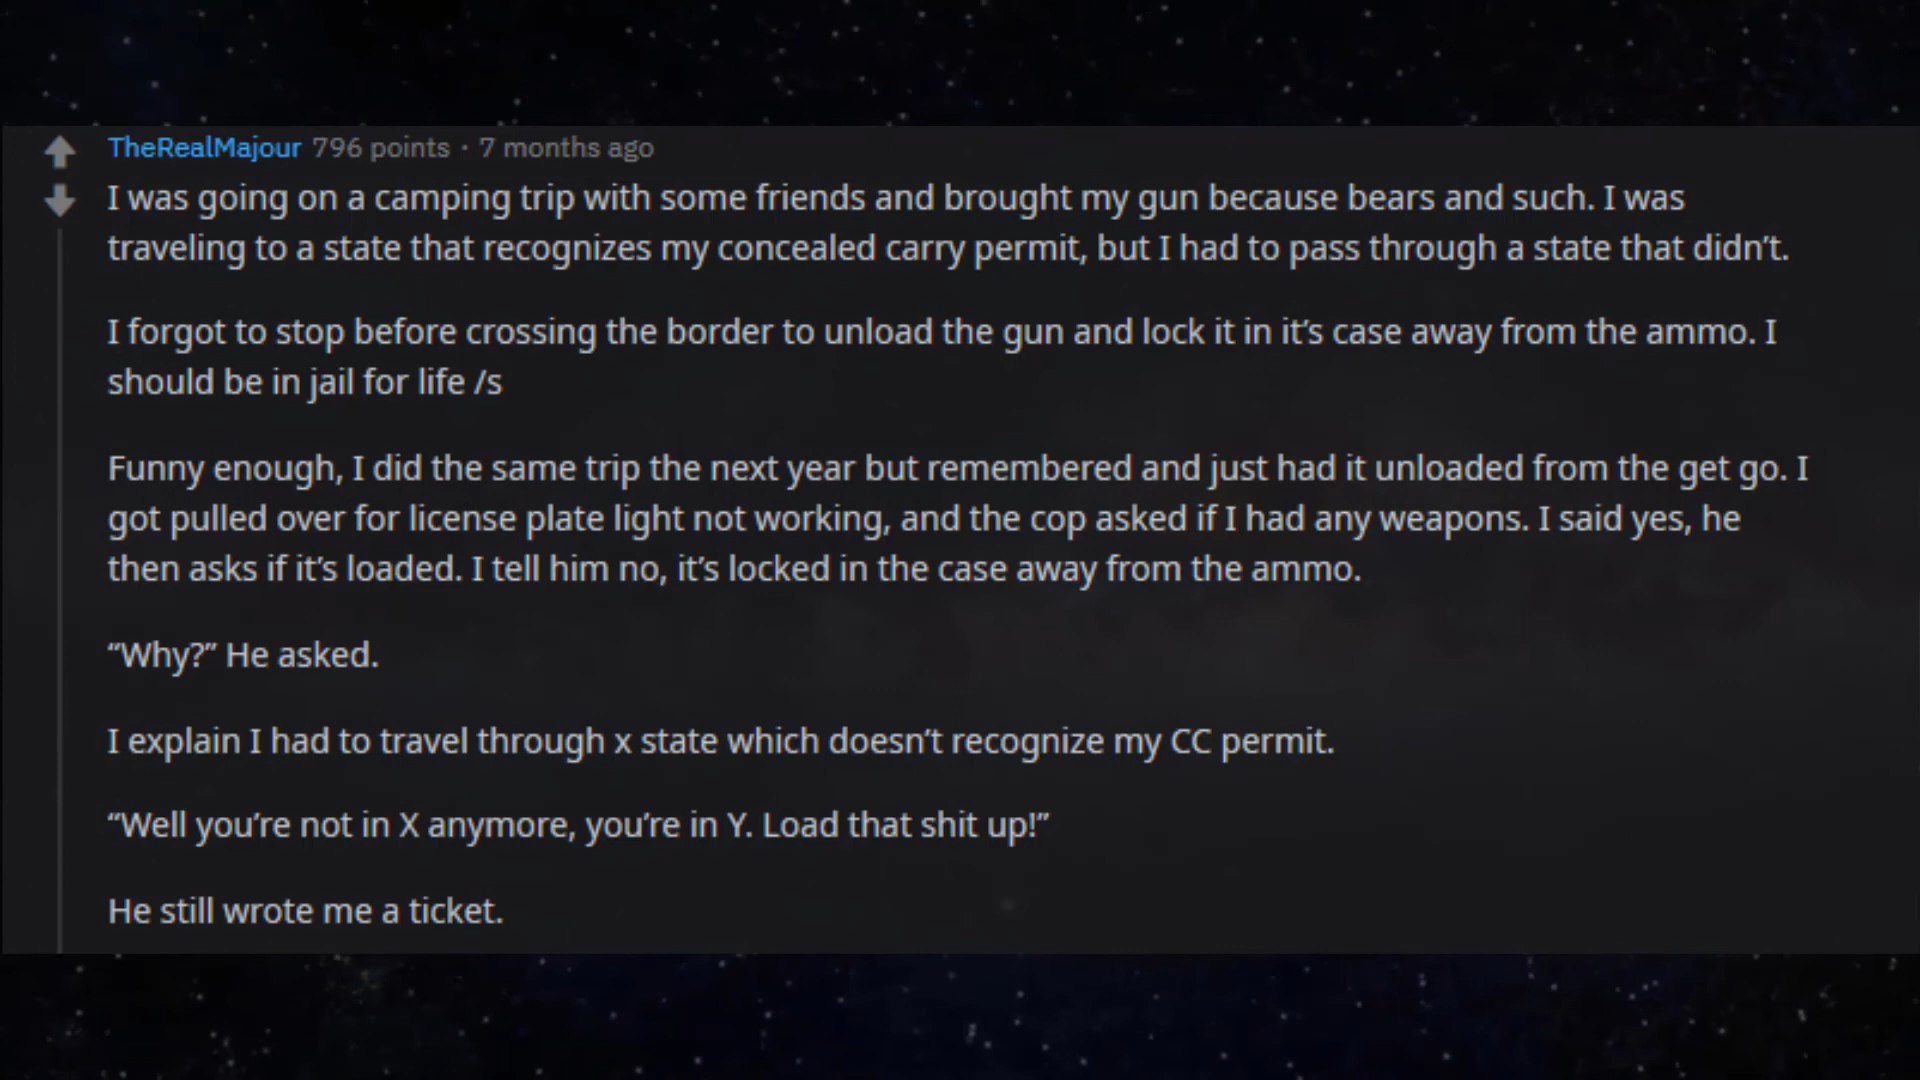 TheRealMajour 796 points · 7 months ago
I was going on a camping trip with some friends and brought my gun because bears and such. I was
traveling to a state that recognizes my concealed carry permit, but I had to pass through a state that didn’t.
I forgot to stop before crossing the border to unload the gun and lock it in it’s case away from the ammo. I
should be in jail for life /s
Funny enough, I did the same trip the next year but remembered and just had it unloaded from the get go. I
got pulled over for license plate light not working, and the cop asked if I had any weapons. I said yes, he
then asks if it’s loaded. I tell him no, it’s locked in the case away from the ammo.
“Why?” He asked.
I explain I had to travel through x state which doesn’t recognize my CC permit.
“Well you’re not in X anymore, you’re in Y. Load that shit up!”
He still wrote me a ticket.